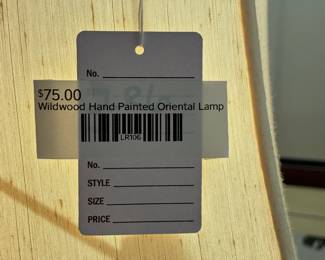 No.
$75.00
Wildwood Hand Painted Oriental Lamp
LR106
No.
STYLE
SIZE
PRICE